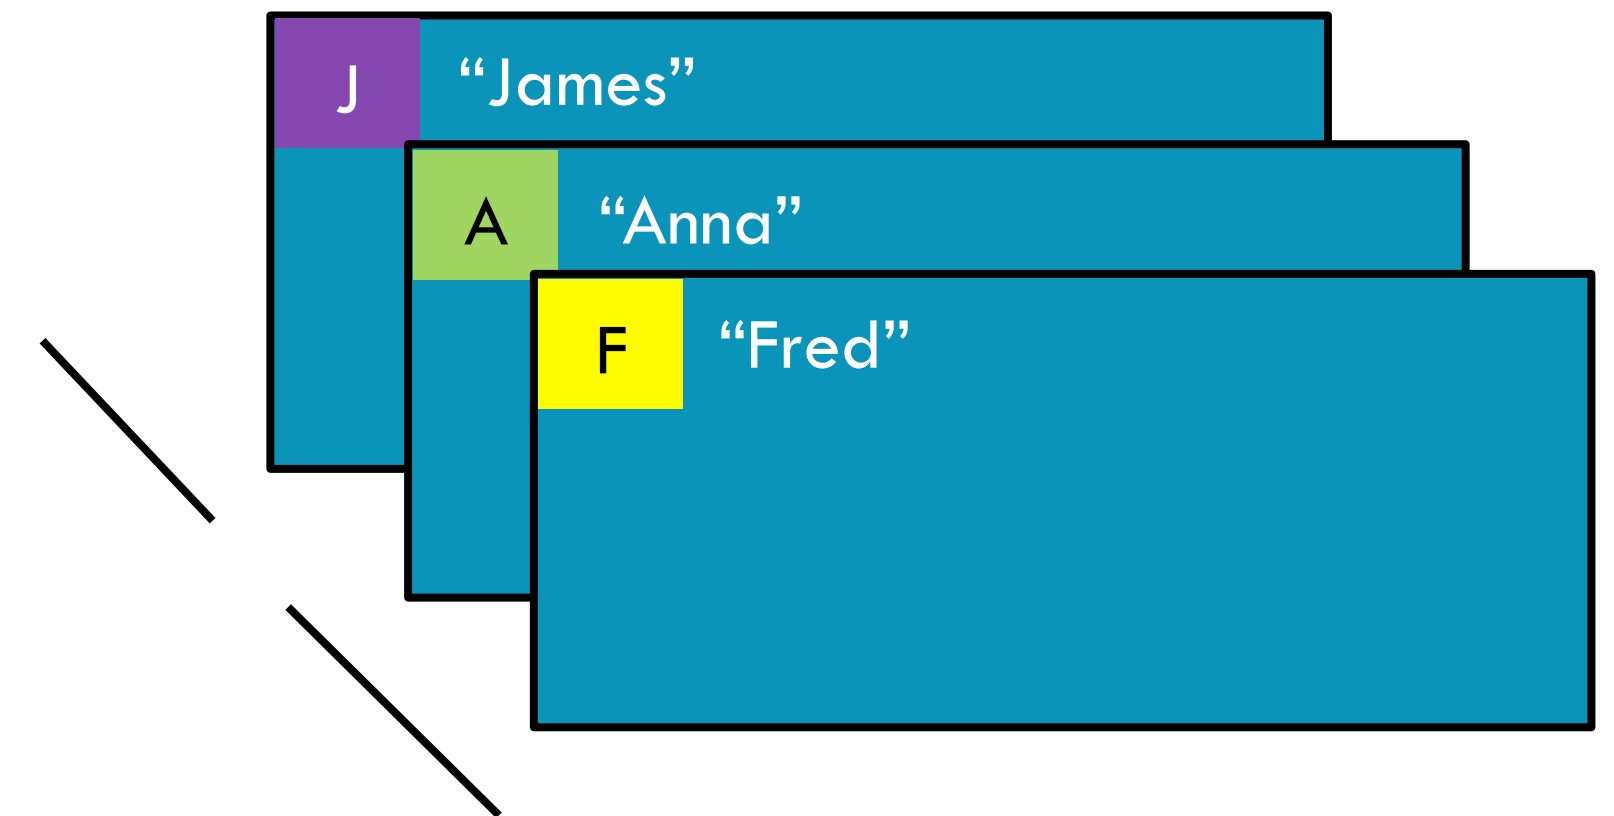 J “James”
A “Anna”
F “Fred”